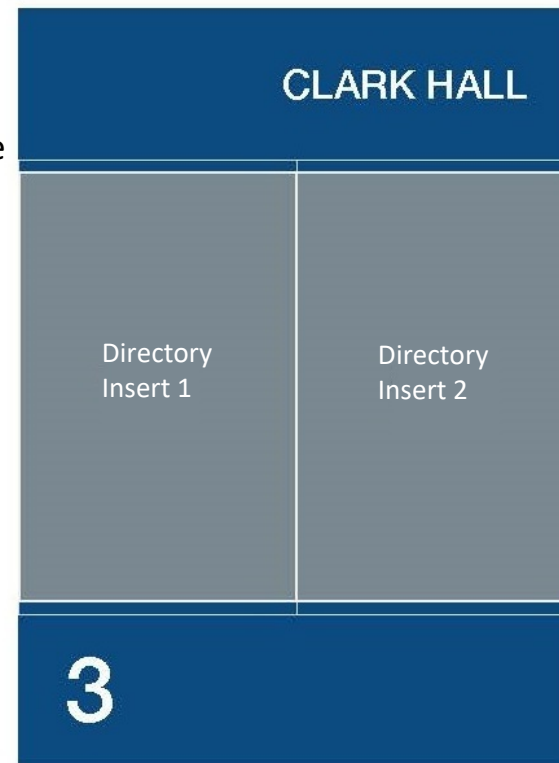 CLARK HALL
e
Directory
Insert 1
Directory
Insert 2
3